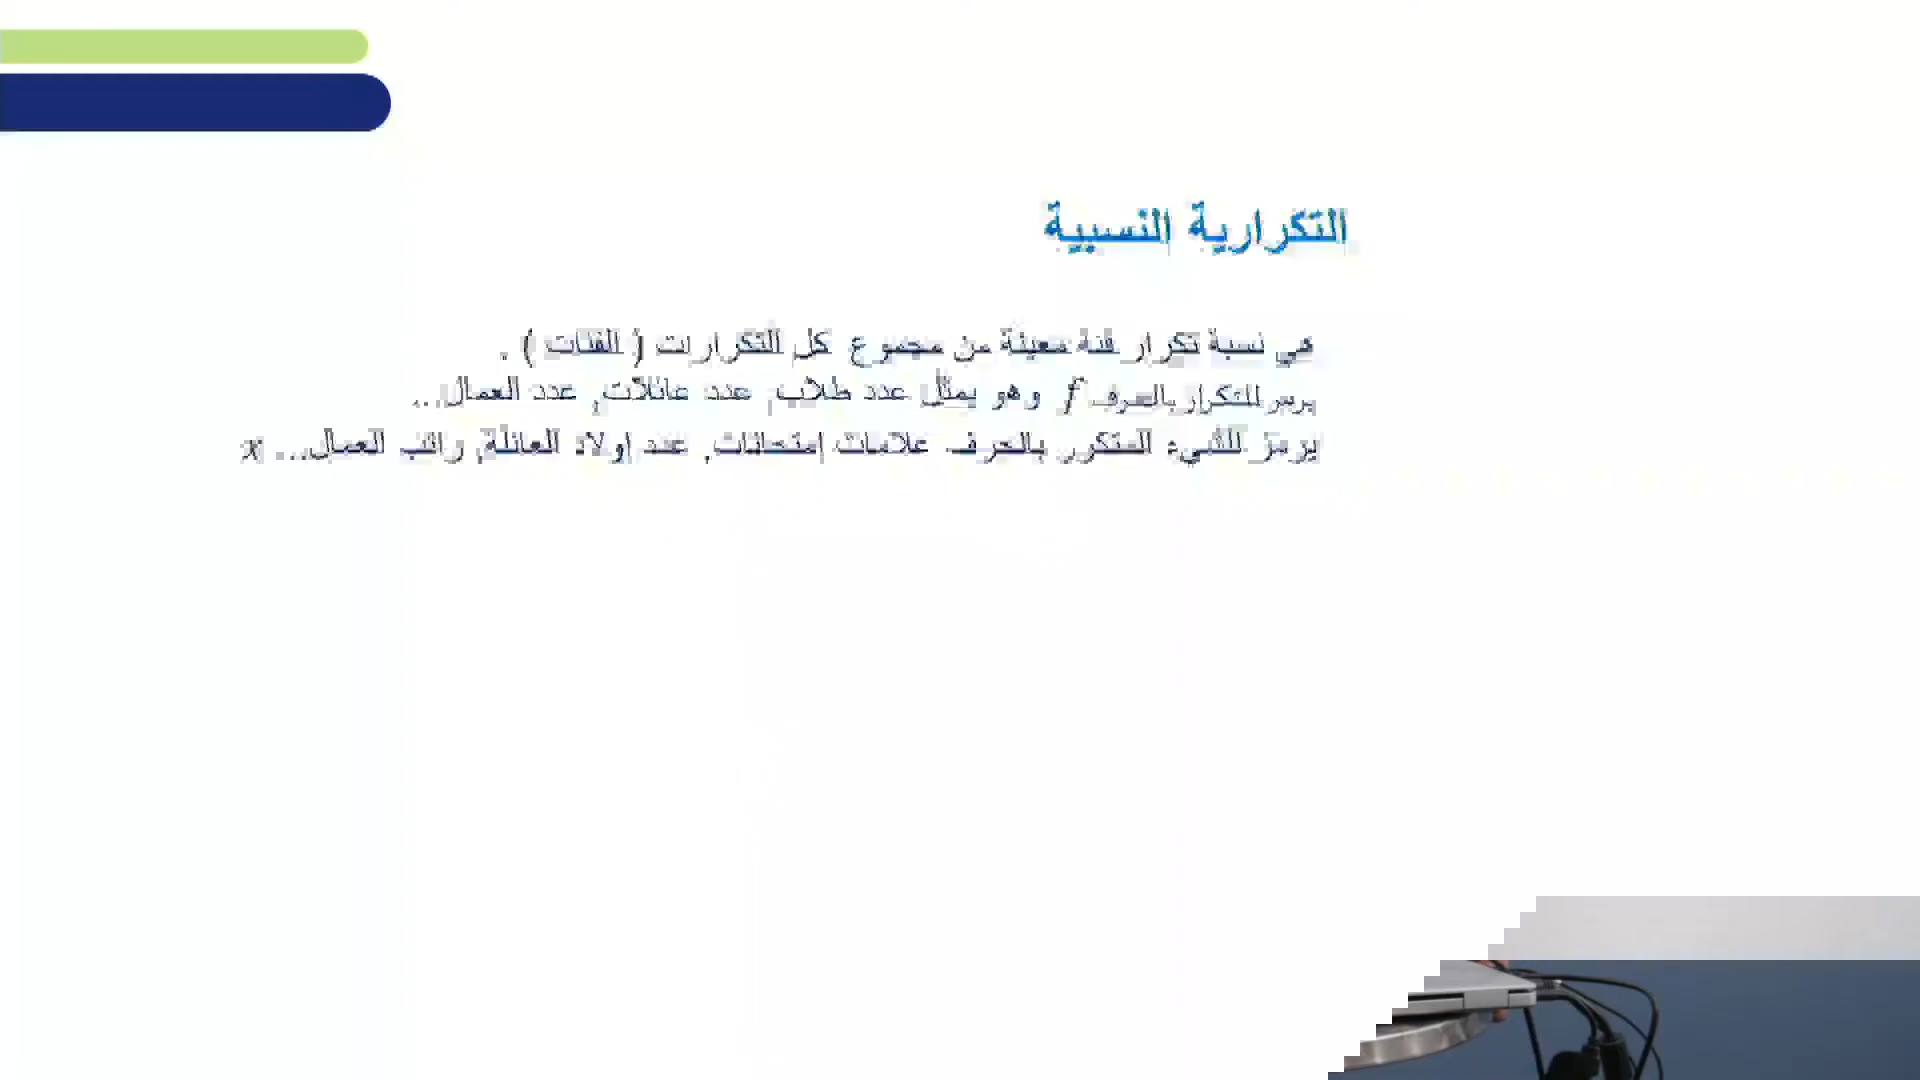 التكرارية النسبية
هي نسبة تكرار فئة معينة من مجموع كل التكرارات ( الفئات ) .
يرمز للتكرار بالحرف f وهو يمثل عدد طلاب, عدد عائلات, عدد العمال...
يرمز للشيء المتكرر بالحرف علامات إمتحانات, عدد اولاد العائلة, راتب العمال... x